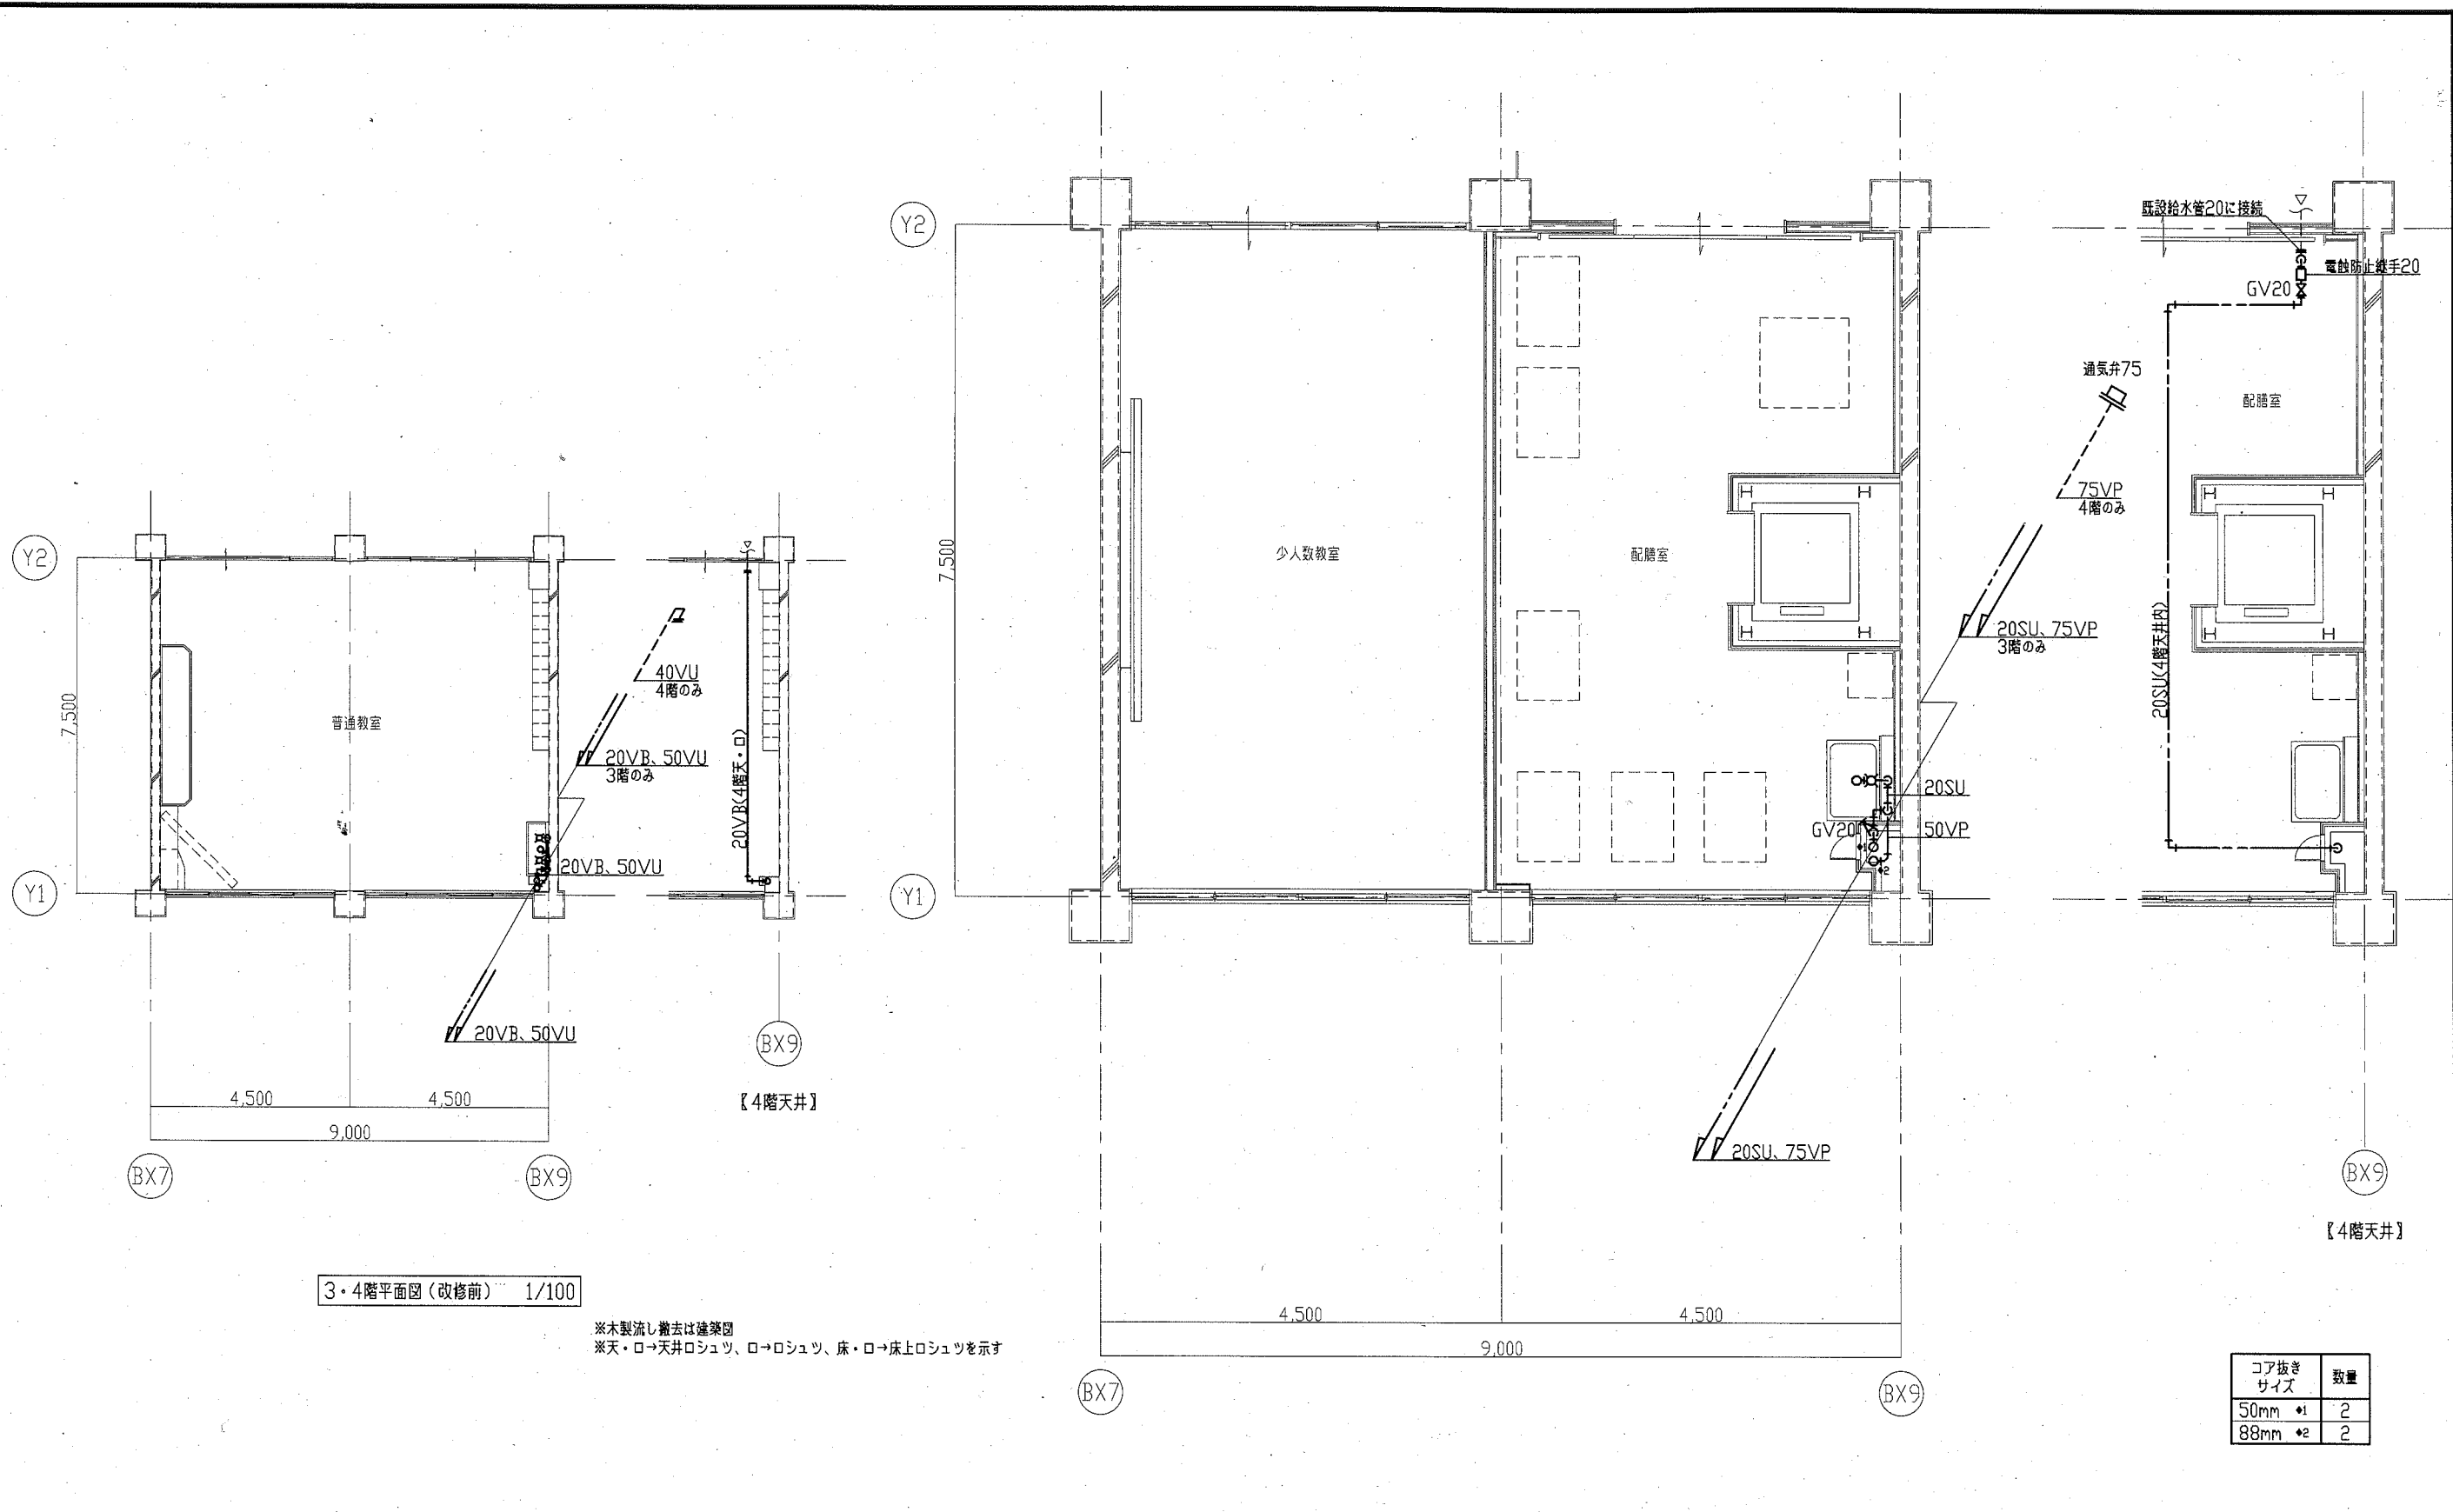 Y2
Y1
7,500
普通教室
40VU
4階のみ
20VB、50VU
3階のみ
20VB(4階天・ロ)
20VB、50VU
20VB、50VU
4,500
4,500
9,000
BX7
BX9
BX9
【4階天井】
3・4階平面図（改修前） 1/100
※木製流し撤去は建築図
※天・ロ→天井ロシュツ、ロ→ロシュツ、床・ロ→床上ロシュツを示す
Y2
Y1
7,500
少人数教室
配膳室
20SU
GV20
50VP
◆1
◆2
20SU、75VP
3階のみ
20SU、75VP
4,500
4,500
9,000
BX7
BX9
既設給水管20に接続
電蝕防止継手20
GV20
通気弁75
配膳室
75VP
4階のみ
20SU(4階天井内)
BX9
【4階天井】
コア抜き
サイズ
数量
50mm ◆1 2
88mm ◆2 2